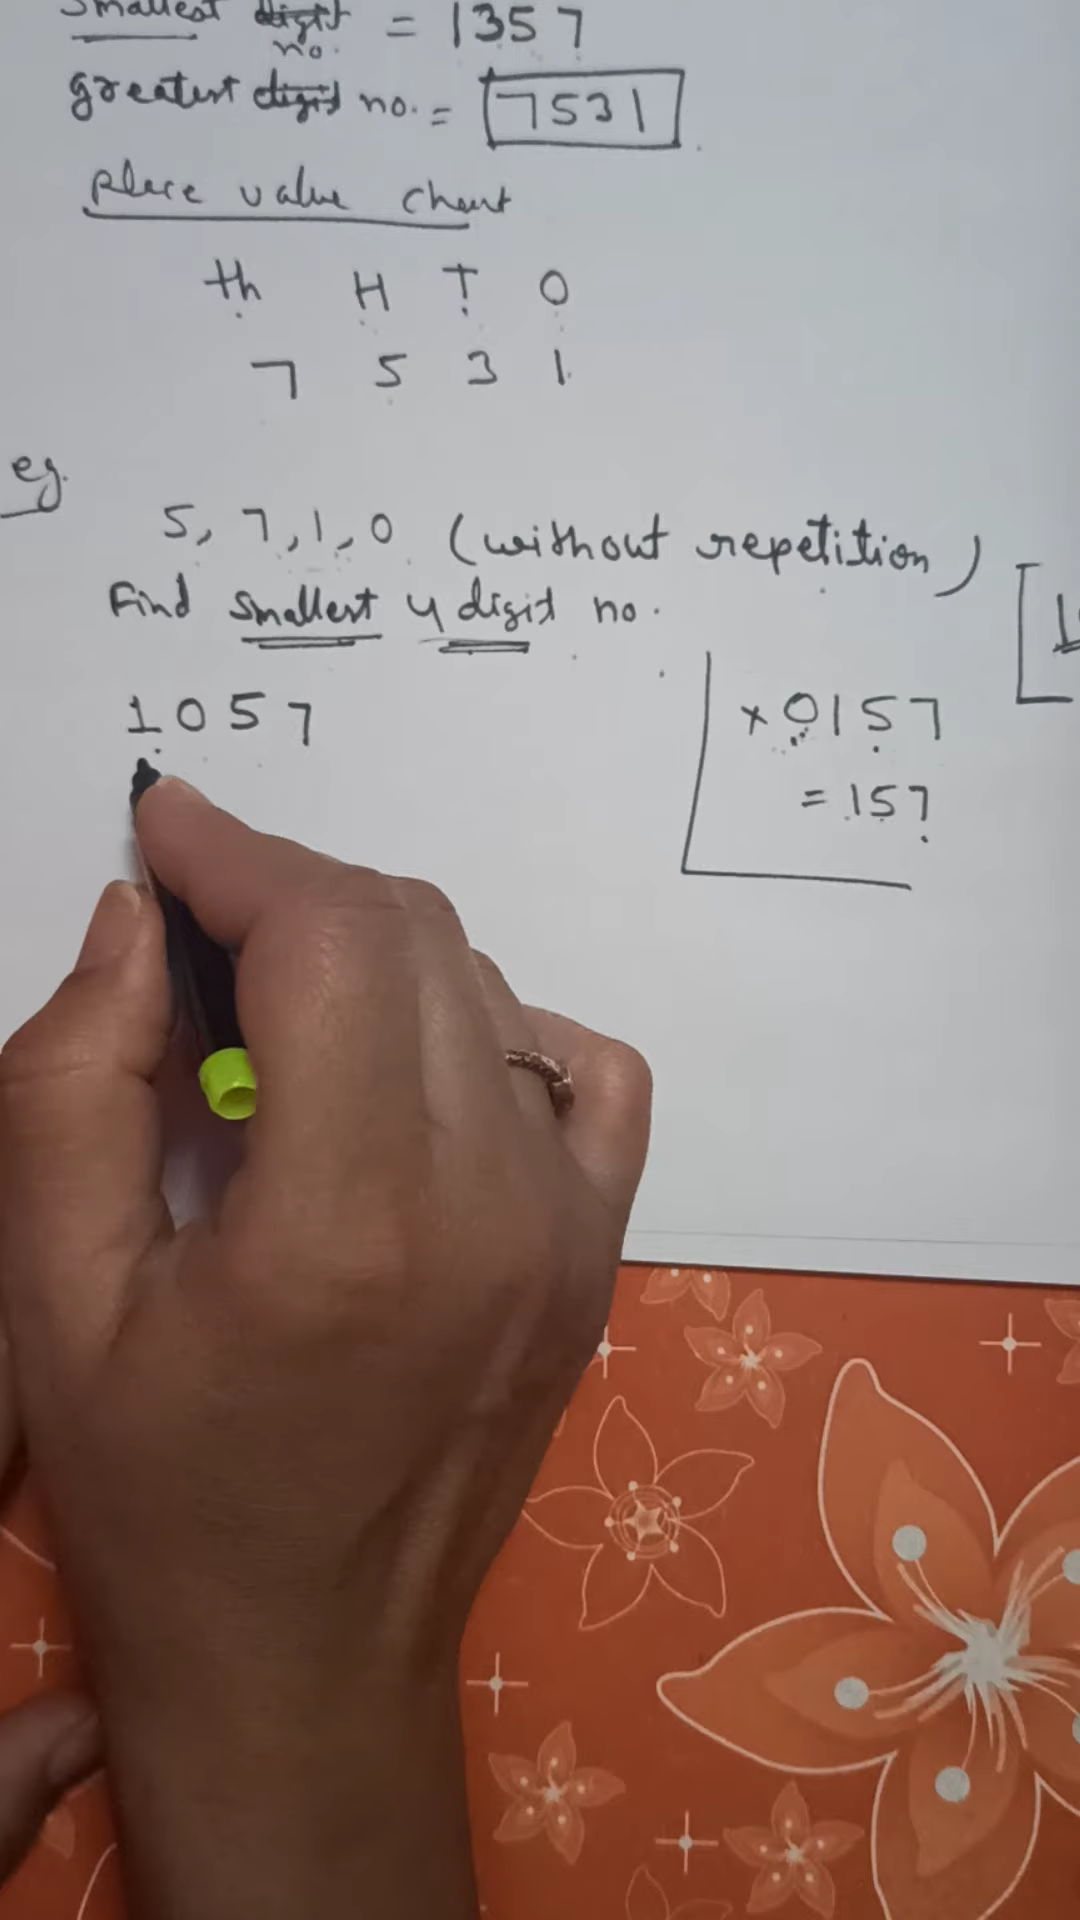 Smallest digit no. = 1357
greatest digit no. = 7531
place value chart
th H T O
7 5 3 1
eg.
5, 7, 1, 0 (without repetition)
Find smallest 4 digit no.
1057
× 0157
= 157